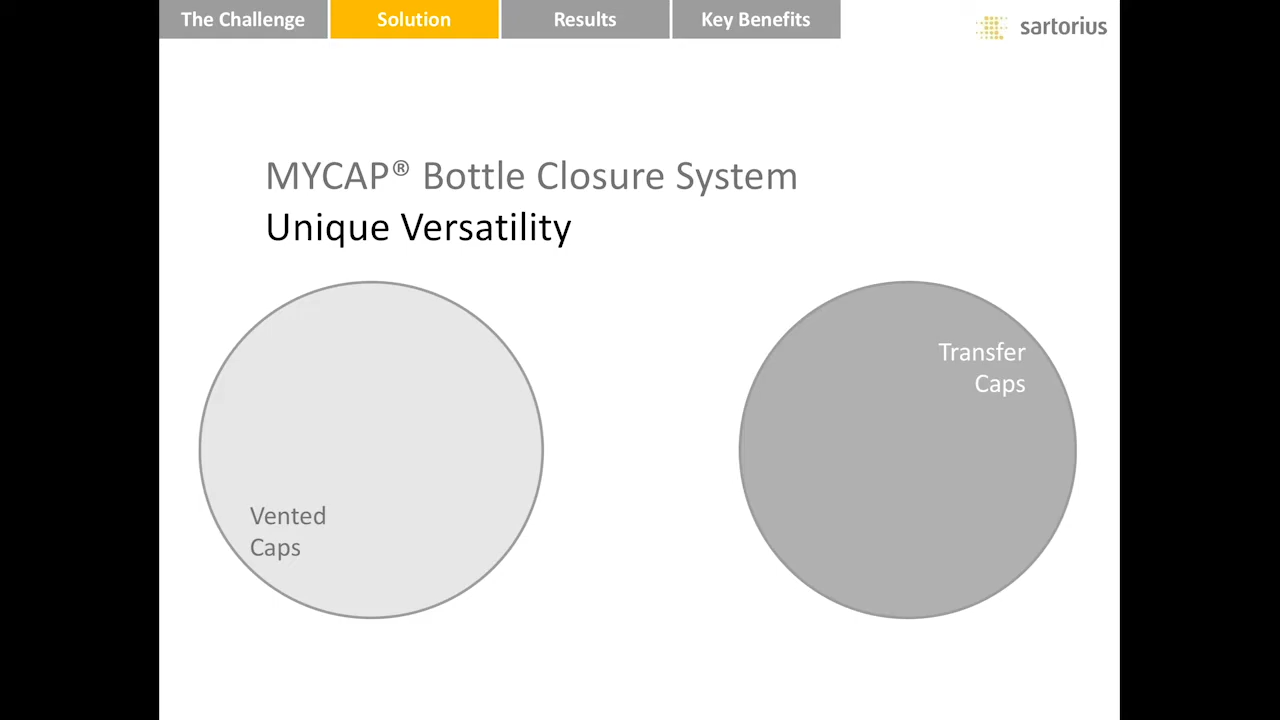 The Challenge
Solution
Results
Key Benefits
sartorius
MYCAP® Bottle Closure System
Unique Versatility
Transfer
Caps
Vented
Caps